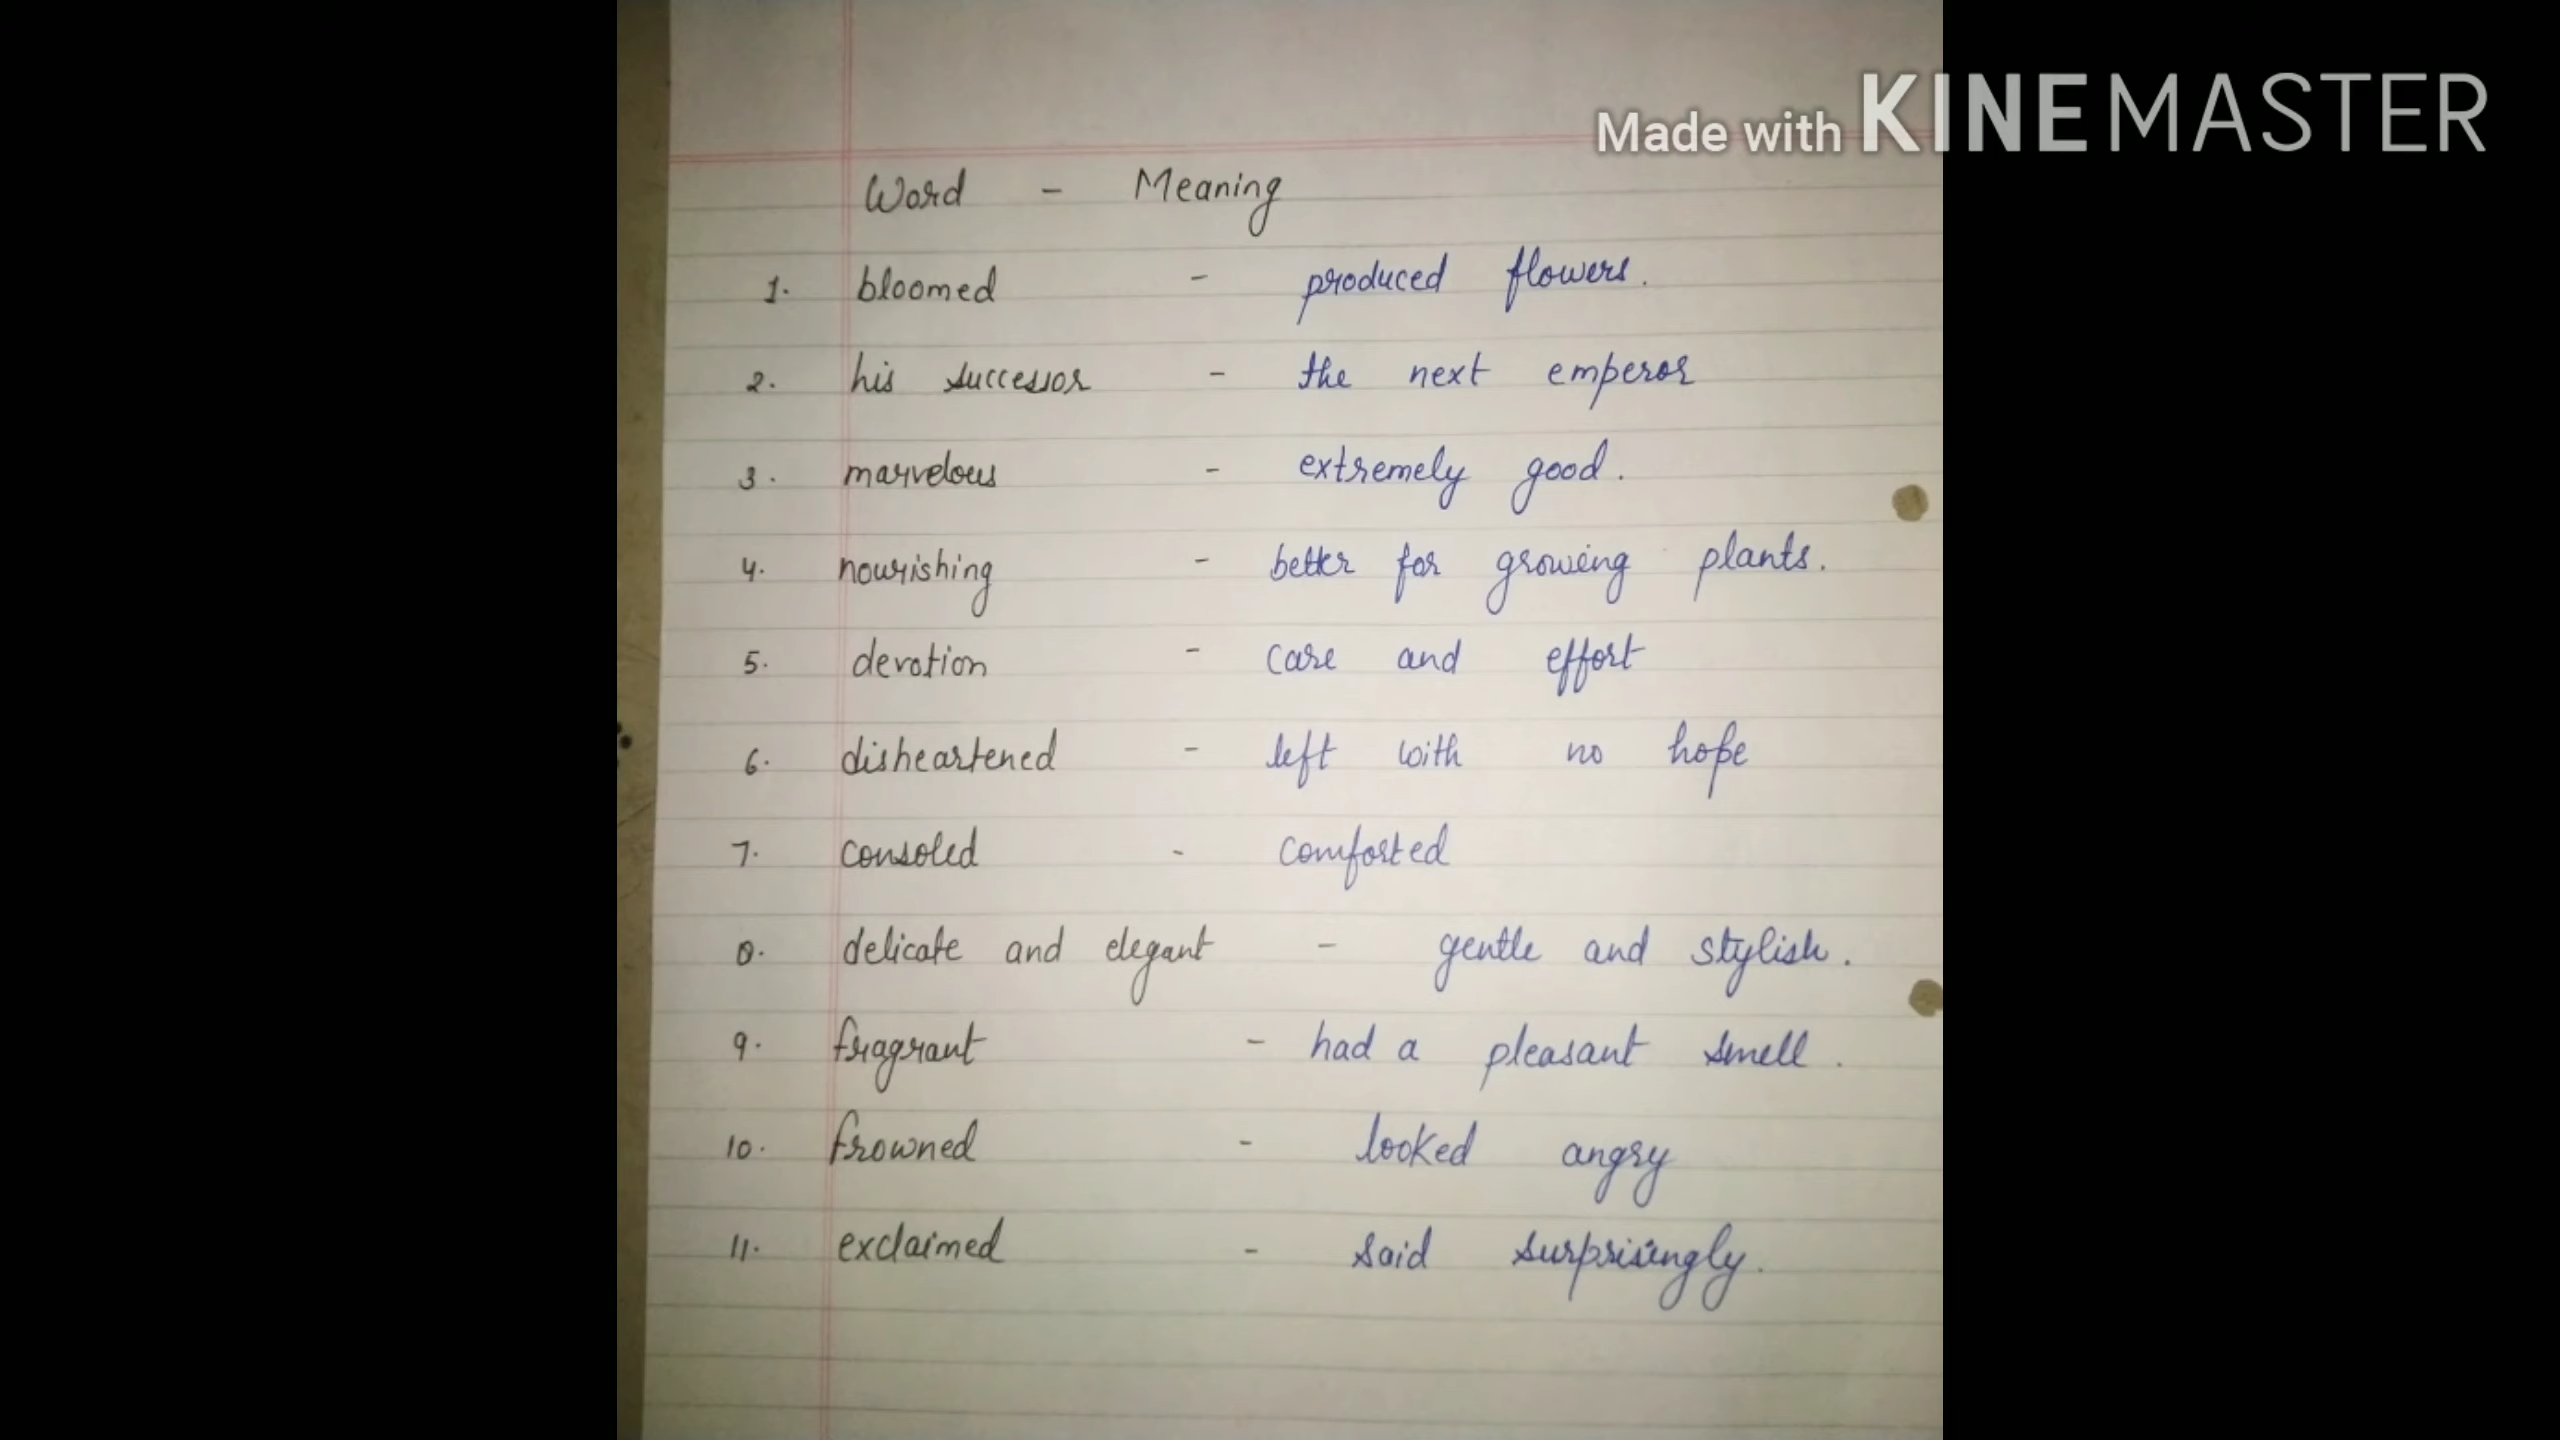 Made with KINEMASTER
Word - Meaning
1. bloomed - produced flowers.
2. his successor - the next emperor
3. marvelous - extremely good.
4. nourishing - better for growing plants.
5. devotion - care and effort
6. disheartened - left with no hope
7. consoled - comforted
8. delicate and elegant - gentle and stylish.
9. fragrant - had a pleasant smell.
10. frowned - looked angry
11. exclaimed - said surprisingly.